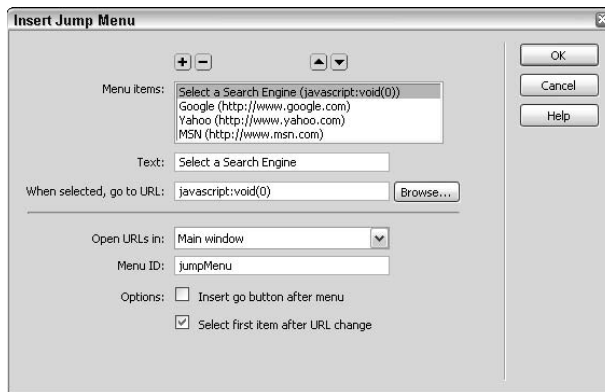 Insert Jump Menu
OK
Cancel
Help
Menu items:
Select a Search Engine (javascript:void(0))
Google (http://www.google.com)
Yahoo (http://www.yahoo.com)
MSN (http://www.msn.com)
Text: Select a Search Engine
When selected, go to URL: javascript:void(0) Browse...
Open URLs in: Main window
Menu ID: jumpMenu
Options: Insert go button after menu
Select first item after URL change